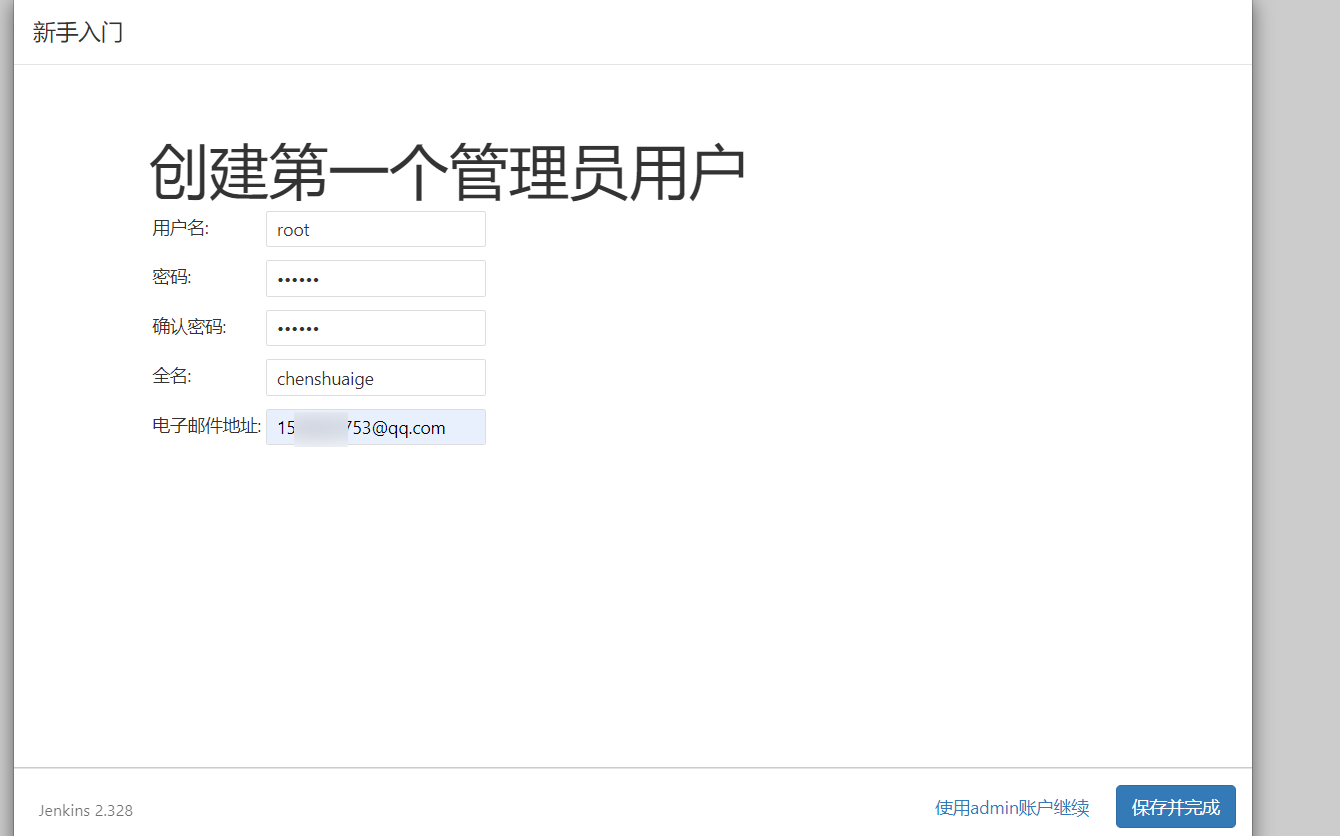 新手入门
创建第一个管理员用户
用户名: root
密码: ••••••
确认密码: ••••••
全名: chenshuaige
电子邮件地址: 15 753@qq.com
Jenkins 2.328 使用admin账户继续 保存并完成